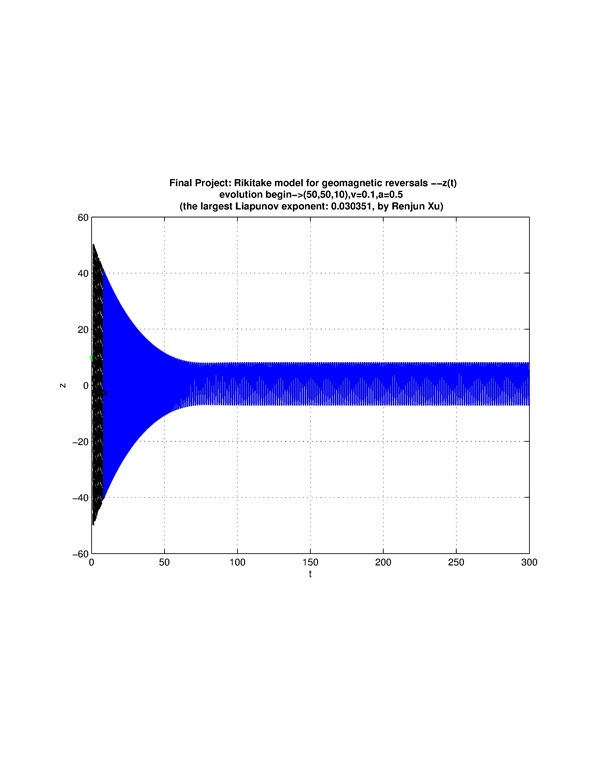 Final Project: Rikitake model for geomagnetic reversals −−z(t)
evolution begin−>(50,50,10),v=0.1,a=0.5
(the largest Liapunov exponent: 0.030351, by Renjun Xu)
60
40
20
0
−20
−40
−60
z
0
50
100
150
200
250
300
t